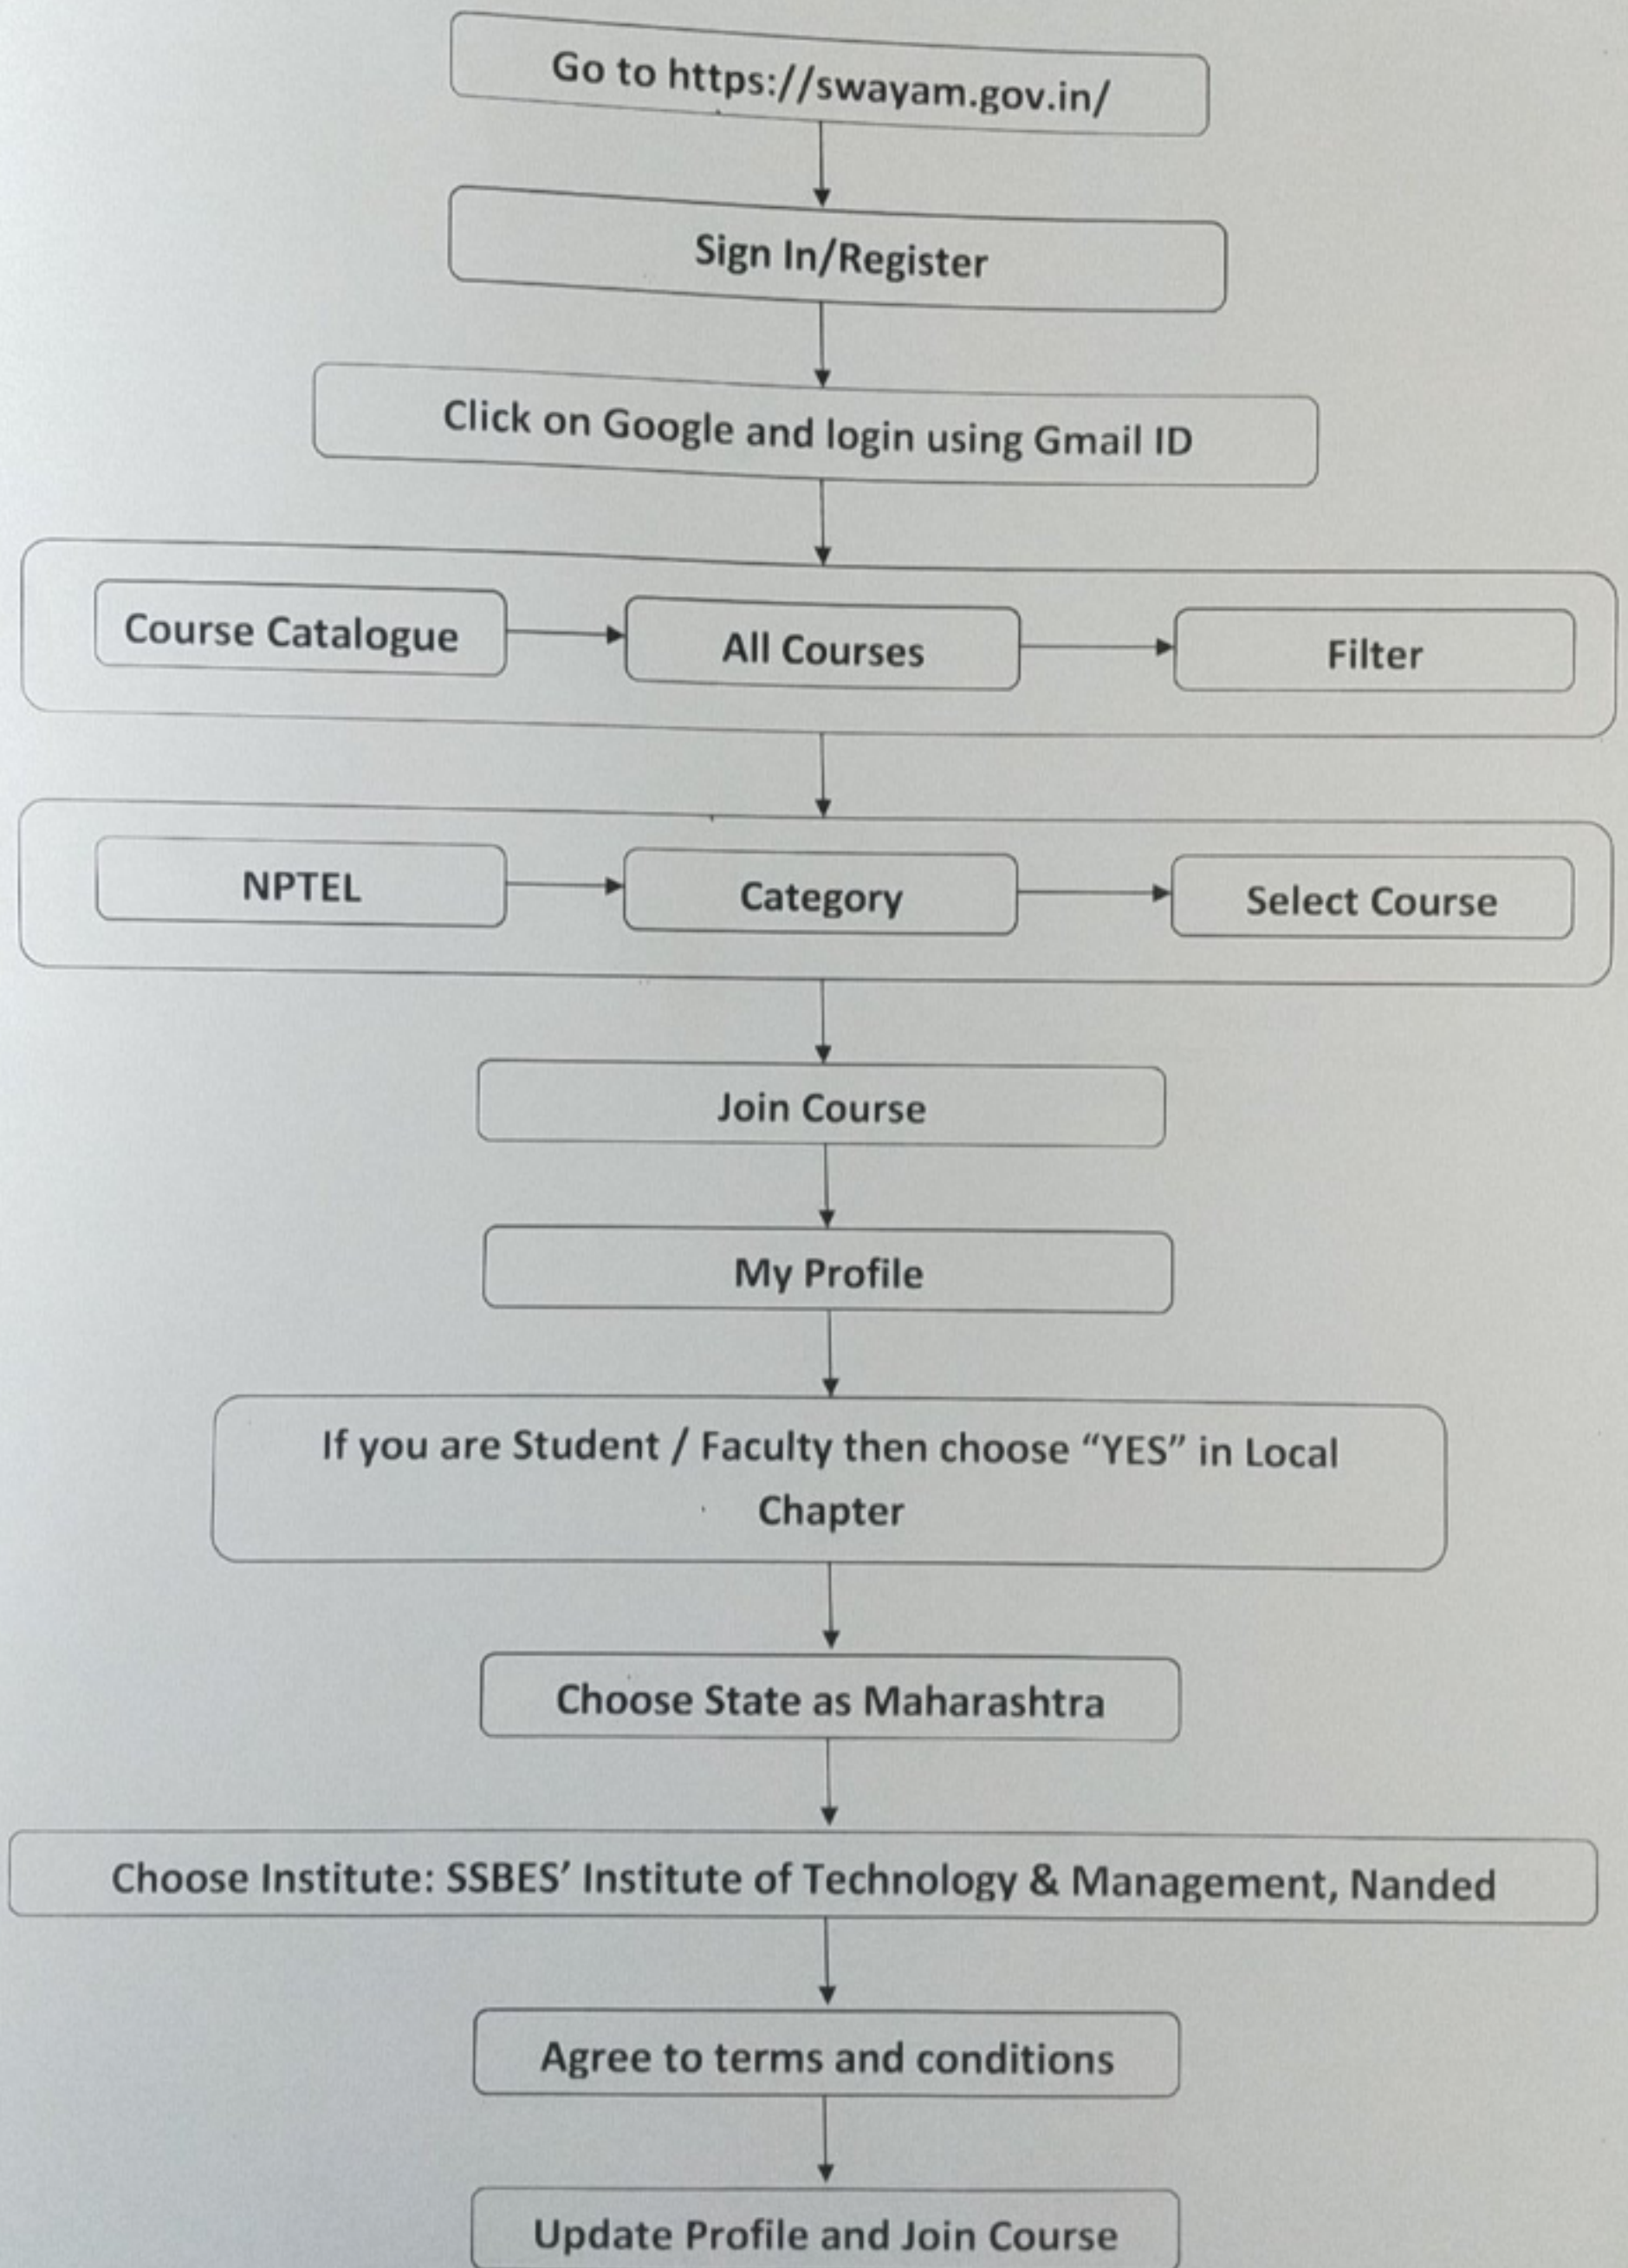 Go to https://swayam.gov.in/
Sign In/Register
Click on Google and login using Gmail ID
Course Catalogue
All Courses
Filter
NPTEL
Category
Select Course
Join Course
My Profile
If you are Student / Faculty then choose “YES” in Local
Chapter
Choose State as Maharashtra
Choose Institute: SSBES’ Institute of Technology & Management, Nanded
Agree to terms and conditions
Update Profile and Join Course